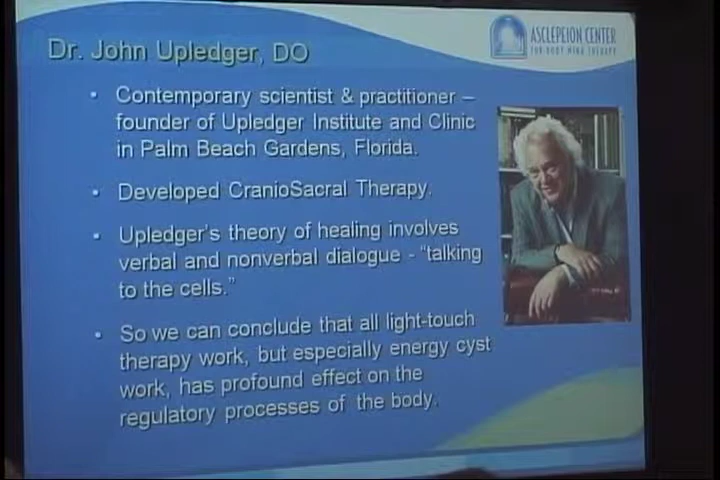 Dr. John Upledger, DO
ASCLEPEION CENTER
FOR BODY MIND THERAPY
• Contemporary scientist & practitioner –
founder of Upledger Institute and Clinic
in Palm Beach Gardens, Florida.
• Developed CranioSacral Therapy.
• Upledger's theory of healing involves
verbal and nonverbal dialogue - “talking
to the cells.”
• So we can conclude that all light-touch
therapy work, but especially energy cyst
work, has profound effect on the
regulatory processes of the body.